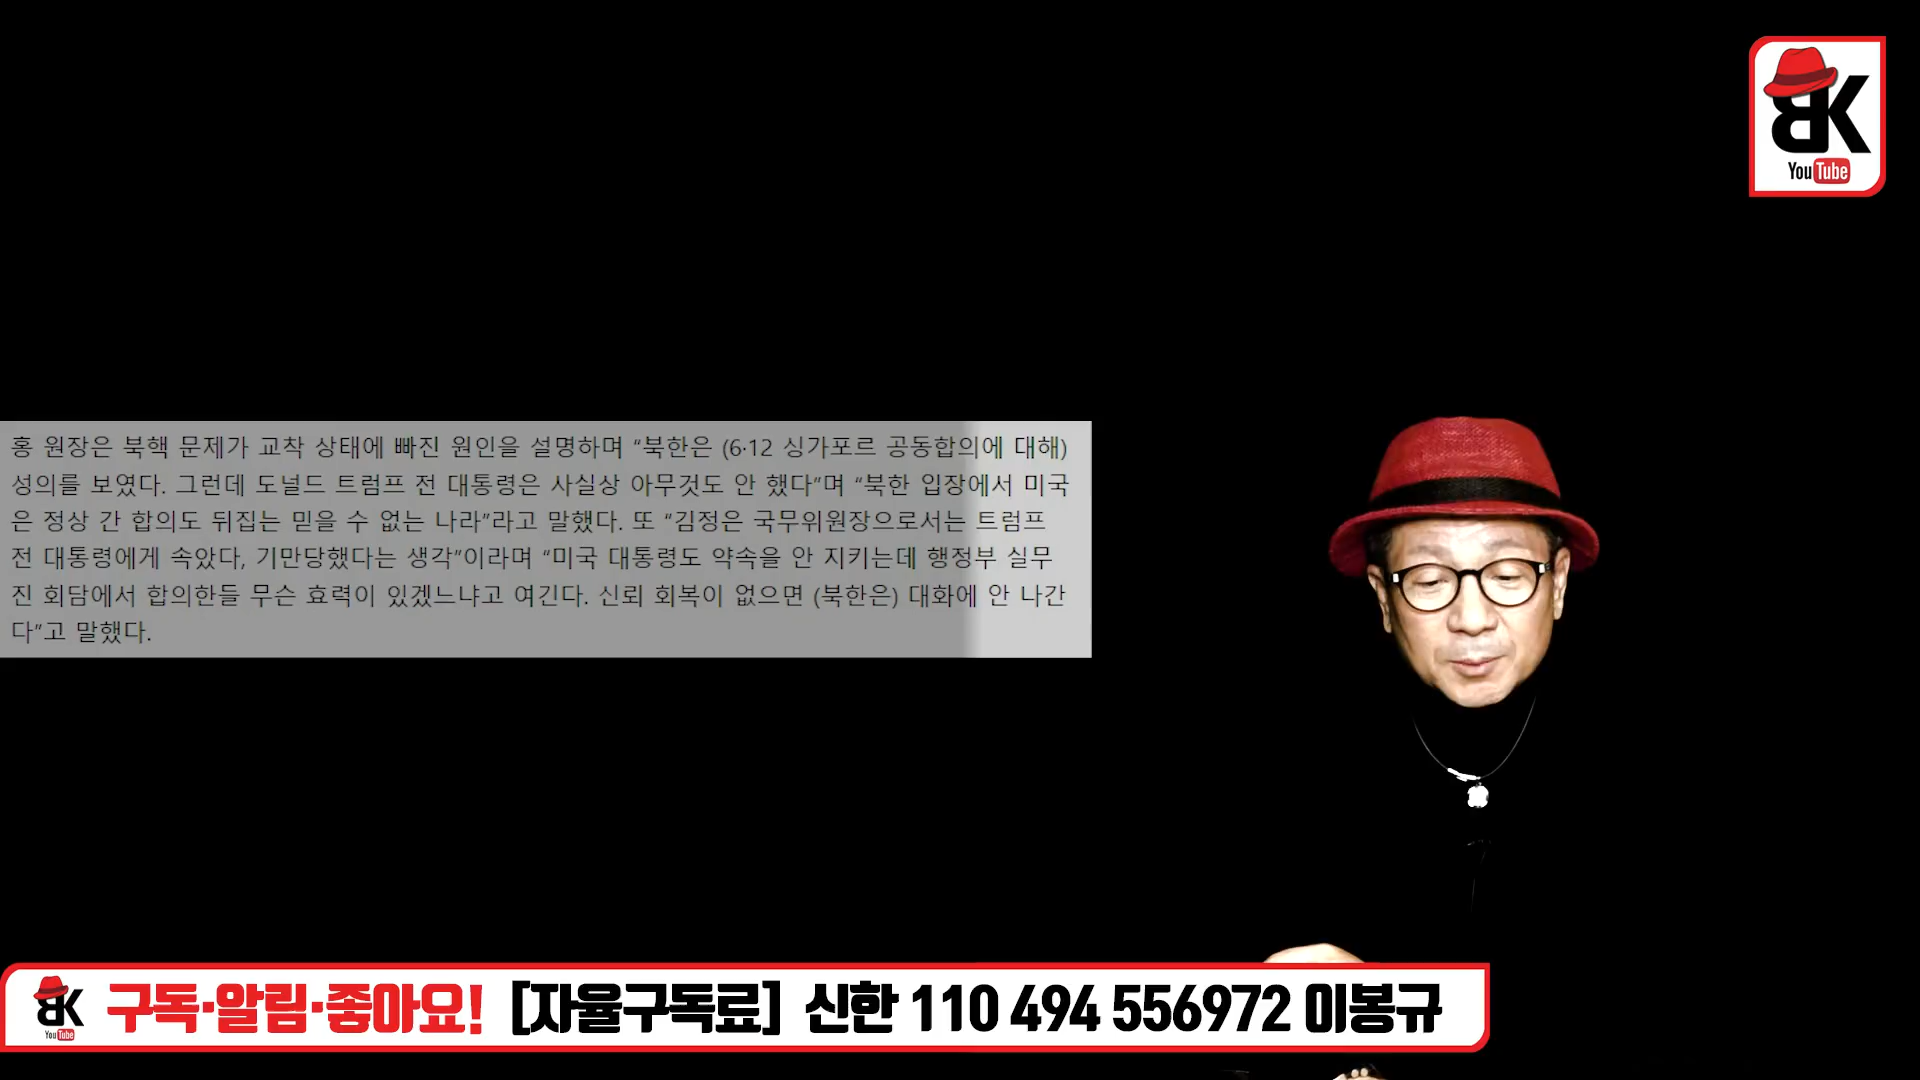 BK
YouTube
홍 원장은 북핵 문제가 교착 상태에 빠진 원인을 설명하며 “북한은 (6·12 싱가포르 공동합의에 대해)
성의를 보였다. 그런데 도널드 트럼프 전 대통령은 사실상 아무것도 안 했다”며 “북한 입장에서 미국
은 정상 간 합의도 뒤집는 믿을 수 없는 나라”라고 말했다. 또 “김정은 국무위원장으로서는 트럼프
전 대통령에게 속았다, 기만당했다는 생각”이라며 “미국 대통령도 약속을 안 지키는데 행정부 실무
진 회담에서 합의한들 무슨 효력이 있겠느냐고 여긴다. 신뢰 회복이 없으면 (북한은) 대화에 안 나간
다”고 말했다.
BK
YouTube
구독·알림·좋아요! [자율구독료] 신한 110 494 556972 이봉규